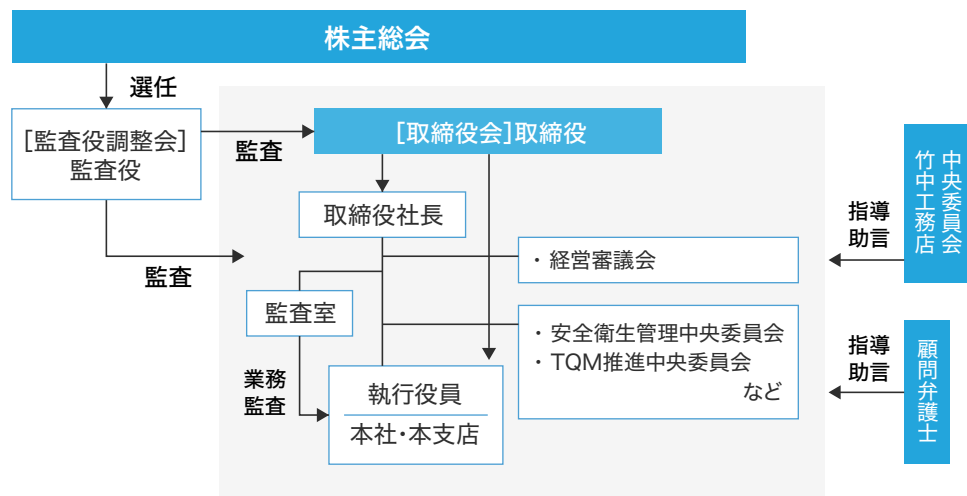 株主総会
選任
[監査役調整会]
監査役
監査
[取締役会]取締役
取締役社長
監査
・ 経営審議会
監査室
・ 安全衛生管理中央委員会
・ TQM推進中央委員会
など
業務
監査
執行役員
本社・本支店
指導
助言
中央委員会
竹中工務店
指導
助言
顧問弁護士